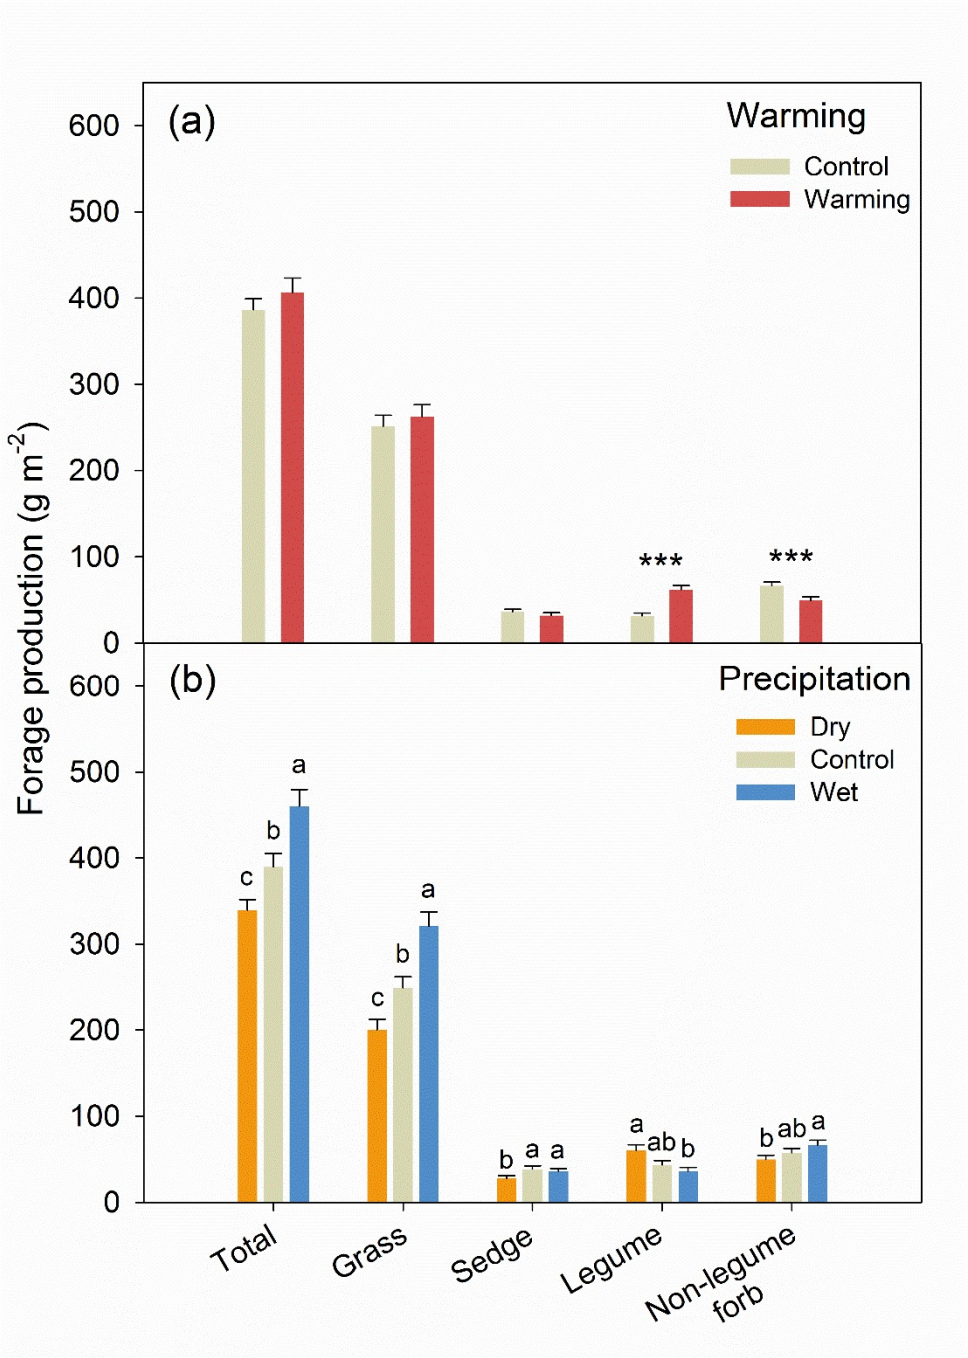 (a)
Warming
Control
Warming
600
500
400
300
200
100
0
***
***
Forage production (g m-2)
(b)
Precipitation
Dry
Control
Wet
600
500
400
300
200
100
0
c
b
a
c
b
a
b
a
a
a
ab
b
b
ab
a
Total
Grass
Sedge
Legume
Non-legume
forb